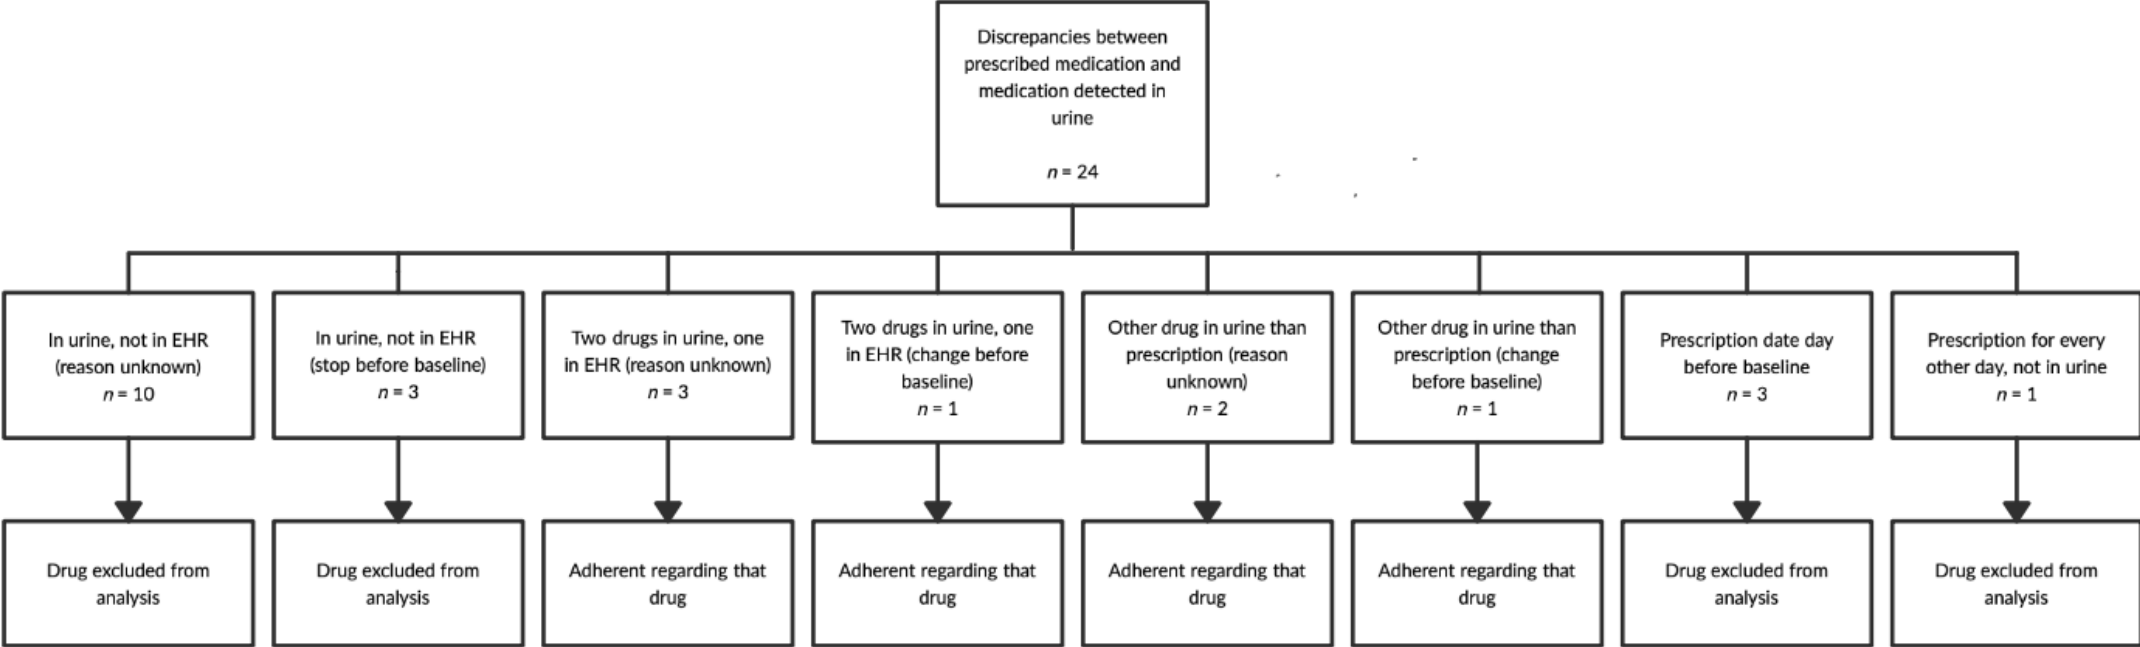 Discrepancies between
prescribed medication and
medication detected in
urine
n = 24
In urine, not in EHR
(reason unknown)
n = 10
In urine, not in EHR
(stop before baseline)
n = 3
Two drugs in urine, one
in EHR (reason unknown)
n = 3
Two drugs in urine, one
in EHR (change before
baseline)
n = 1
Other drug in urine than
prescription (reason
unknown)
n = 2
Other drug in urine than
prescription (change
before baseline)
n = 1
Prescription date day
before baseline
n = 3
Prescription for every
other day, not in urine
n = 1
Drug excluded from
analysis
Drug excluded from
analysis
Adherent regarding that
drug
Adherent regarding that
drug
Adherent regarding that
drug
Adherent regarding that
drug
Drug excluded from
analysis
Drug excluded from
analysis